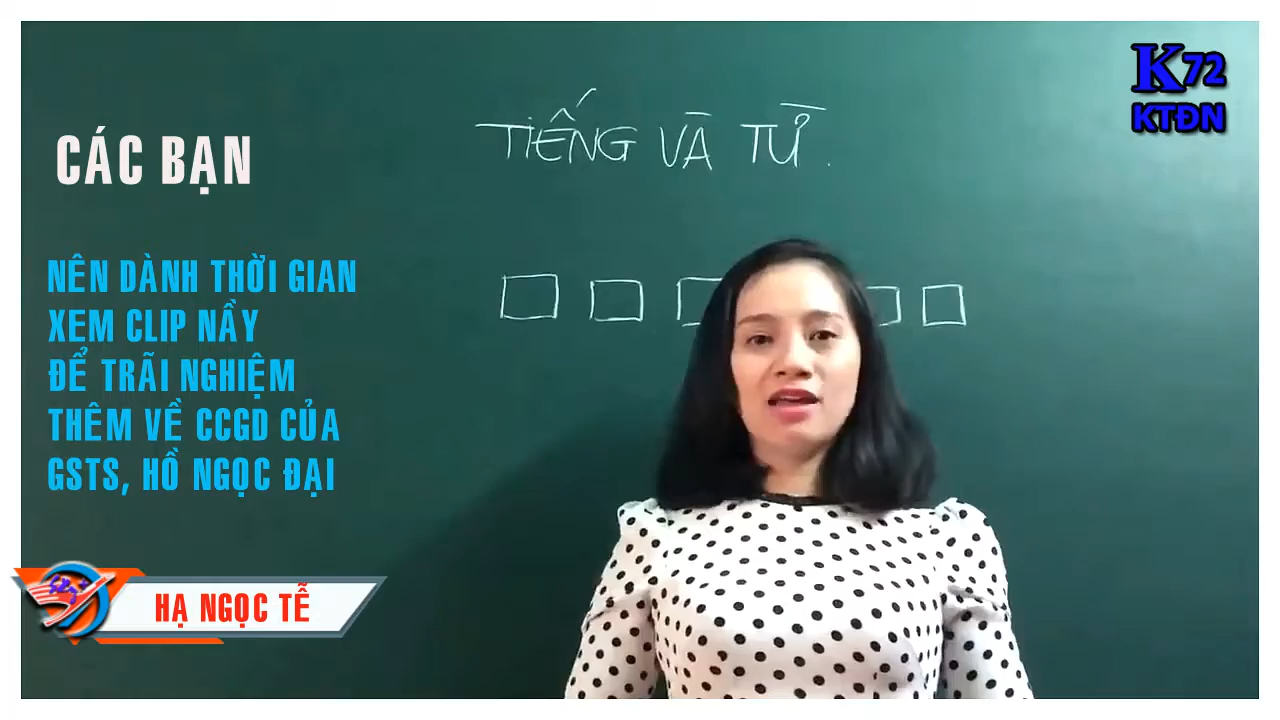 K72
KTĐN
TIẾNG VÀ TỪ.
CÁC BẠN
NÊN DÀNH THỜI GIAN
XEM CLIP NẦY
ĐỂ TRÃI NGHIỆM
THÊM VỀ CCGD CỦA
GSTS, HỒ NGỌC ĐẠI
HẠ NGỌC TỄ